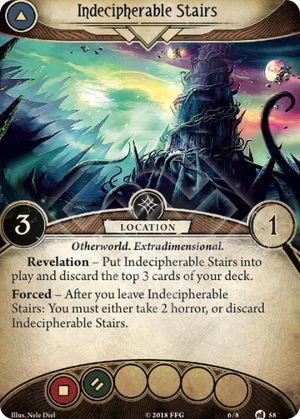 Indecipherable Stairs
3
LOCATION
1
Otherworld. Extradimensional.
Revelation – Put Indecipherable Stairs into
play and discard the top 3 cards of your deck.
Forced – After you leave Indecipherable
Stairs: You must either take 2 horror, or discard
Indecipherable Stairs.
Illus. Nele Diel
© 2018 FFG
6/8
58